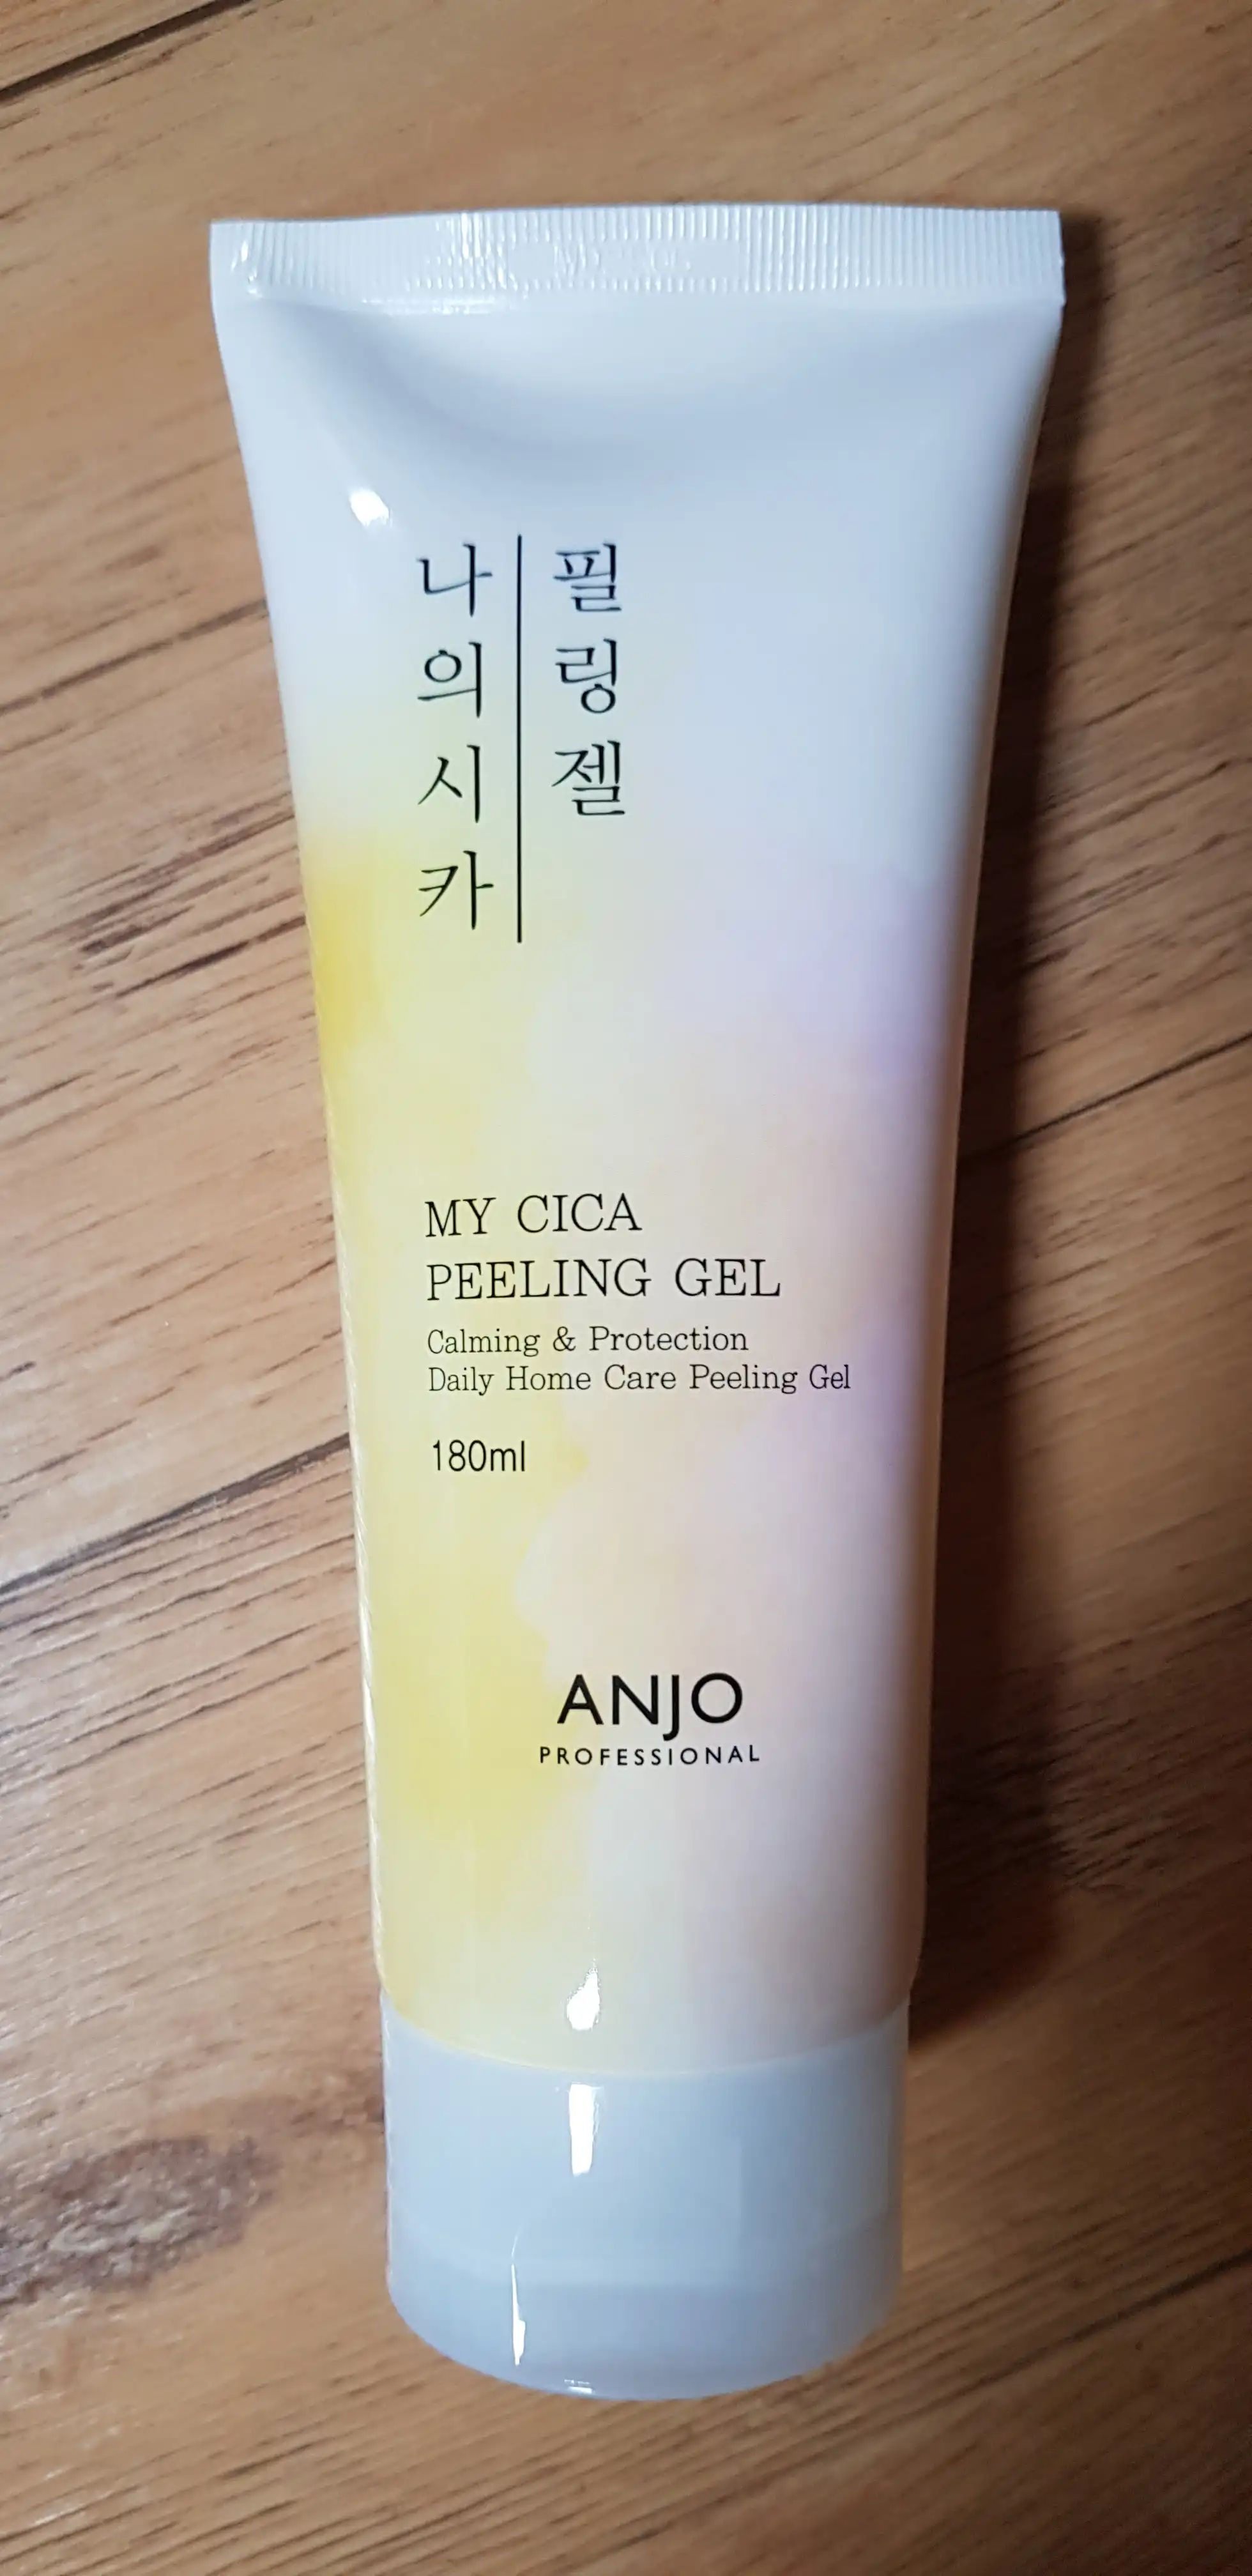 나의시카
필링젤
MY CICA
PEELING GEL
Calming & Protection
Daily Home Care Peeling Gel
180ml
ANJO
PROFESSIONAL